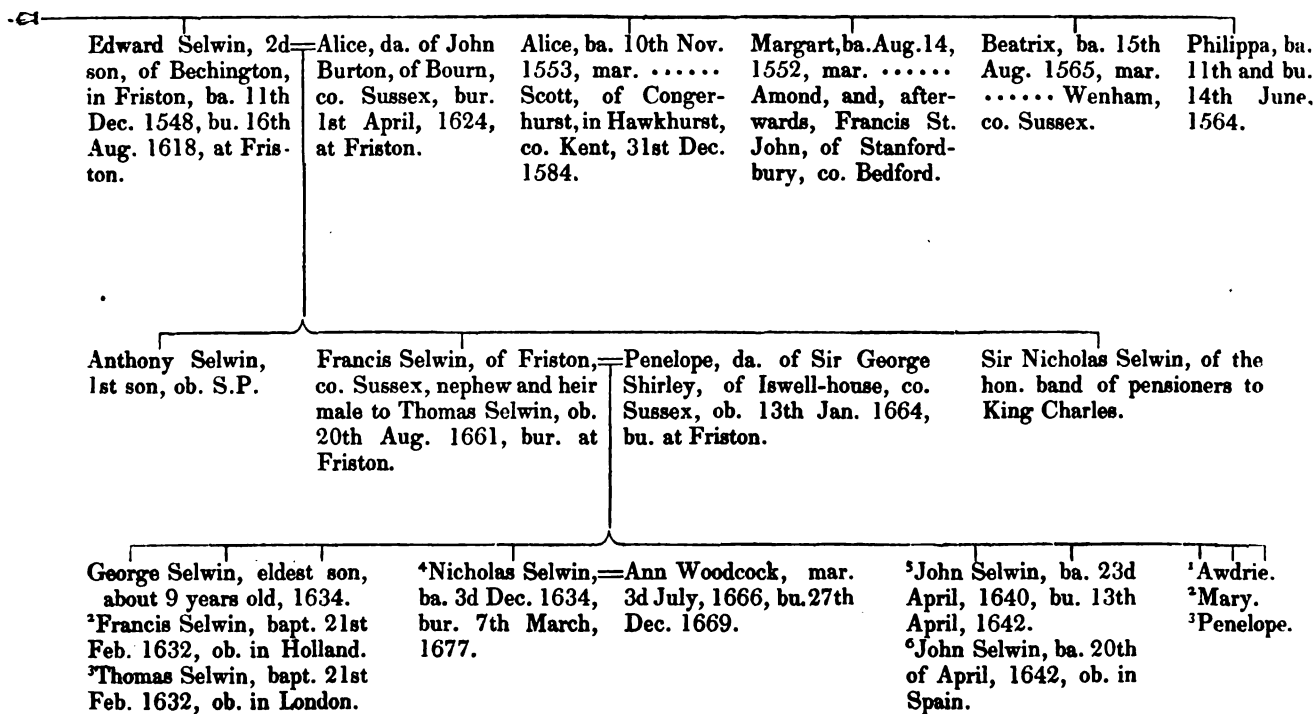 Edward Selwin, 2d
son, of Bechington,
in Friston, ba. 11th
Dec. 1548, bu. 16th
Aug. 1618, at Fris-
ton.
Alice, da. of John
Burton, of Bourn,
co. Sussex, bur.
1st April, 1624,
at Friston.
Alice, ba. 10th Nov.
1553, mar. ······
Scott, of Conger-
hurst, in Hawkhurst,
co. Kent, 31st Dec.
1584.
Margart, ba. Aug. 14,
1552, mar. ······
Amond, and, after-
wards, Francis St.
John, of Stanford-
bury, co. Bedford.
Beatrix, ba. 15th
Aug. 1565, mar.
······ Wenham,
co. Sussex.
Philippa, ba.
11th and bu.
14th June,
1564.
Anthony Selwin,
1st son, ob. S.P.
Francis Selwin, of Friston,
co. Sussex, nephew and heir
male to Thomas Selwin, ob.
20th Aug. 1661, bur. at
Friston.
Penelope, da. of Sir George
Shirley, of Iswell-house, co.
Sussex, ob. 13th Jan. 1664,
bu. at Friston.
Sir Nicholas Selwin, of the
hon. band of pensioners to
King Charles.
George Selwin, eldest son,
about 9 years old, 1634.
²Francis Selwin, bapt. 21st
Feb. 1632, ob. in Holland.
³Thomas Selwin, bapt. 21st
Feb. 1632, ob. in London.
⁴Nicholas Selwin,
ba. 3d Dec. 1634,
bur. 7th March,
1677.
Ann Woodcock, mar.
3d July, 1666, bu. 27th
Dec. 1669.
⁵John Selwin, ba. 23d
April, 1640, bu. 13th
April, 1642.
⁶John Selwin, ba. 20th
of April, 1642, ob. in
Spain.
¹Awdrie.
²Mary.
³Penelope.